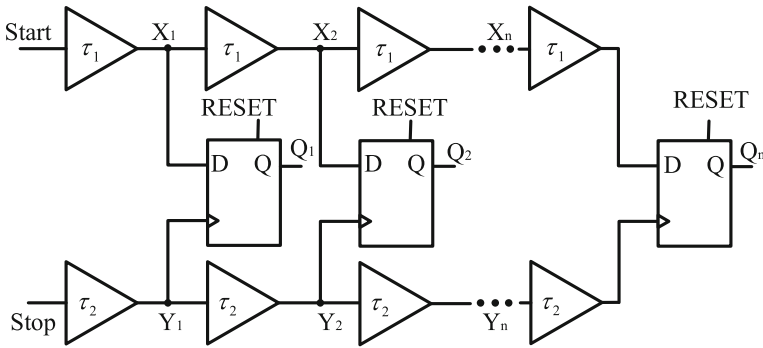 Start
τ1
X1
τ1
X2
τ1
Xn
τ1
RESET
D
Q
Q1
RESET
D
Q
Q2
RESET
D
Q
Qn
Stop
τ2
Y1
τ2
Y2
τ2
Yn
τ2